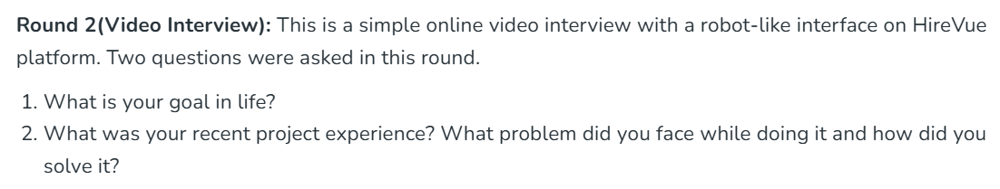 Round 2(Video Interview): This is a simple online video interview with a robot-like interface on HireVue
platform. Two questions were asked in this round.
1. What is your goal in life?
2. What was your recent project experience? What problem did you face while doing it and how did you
solve it?